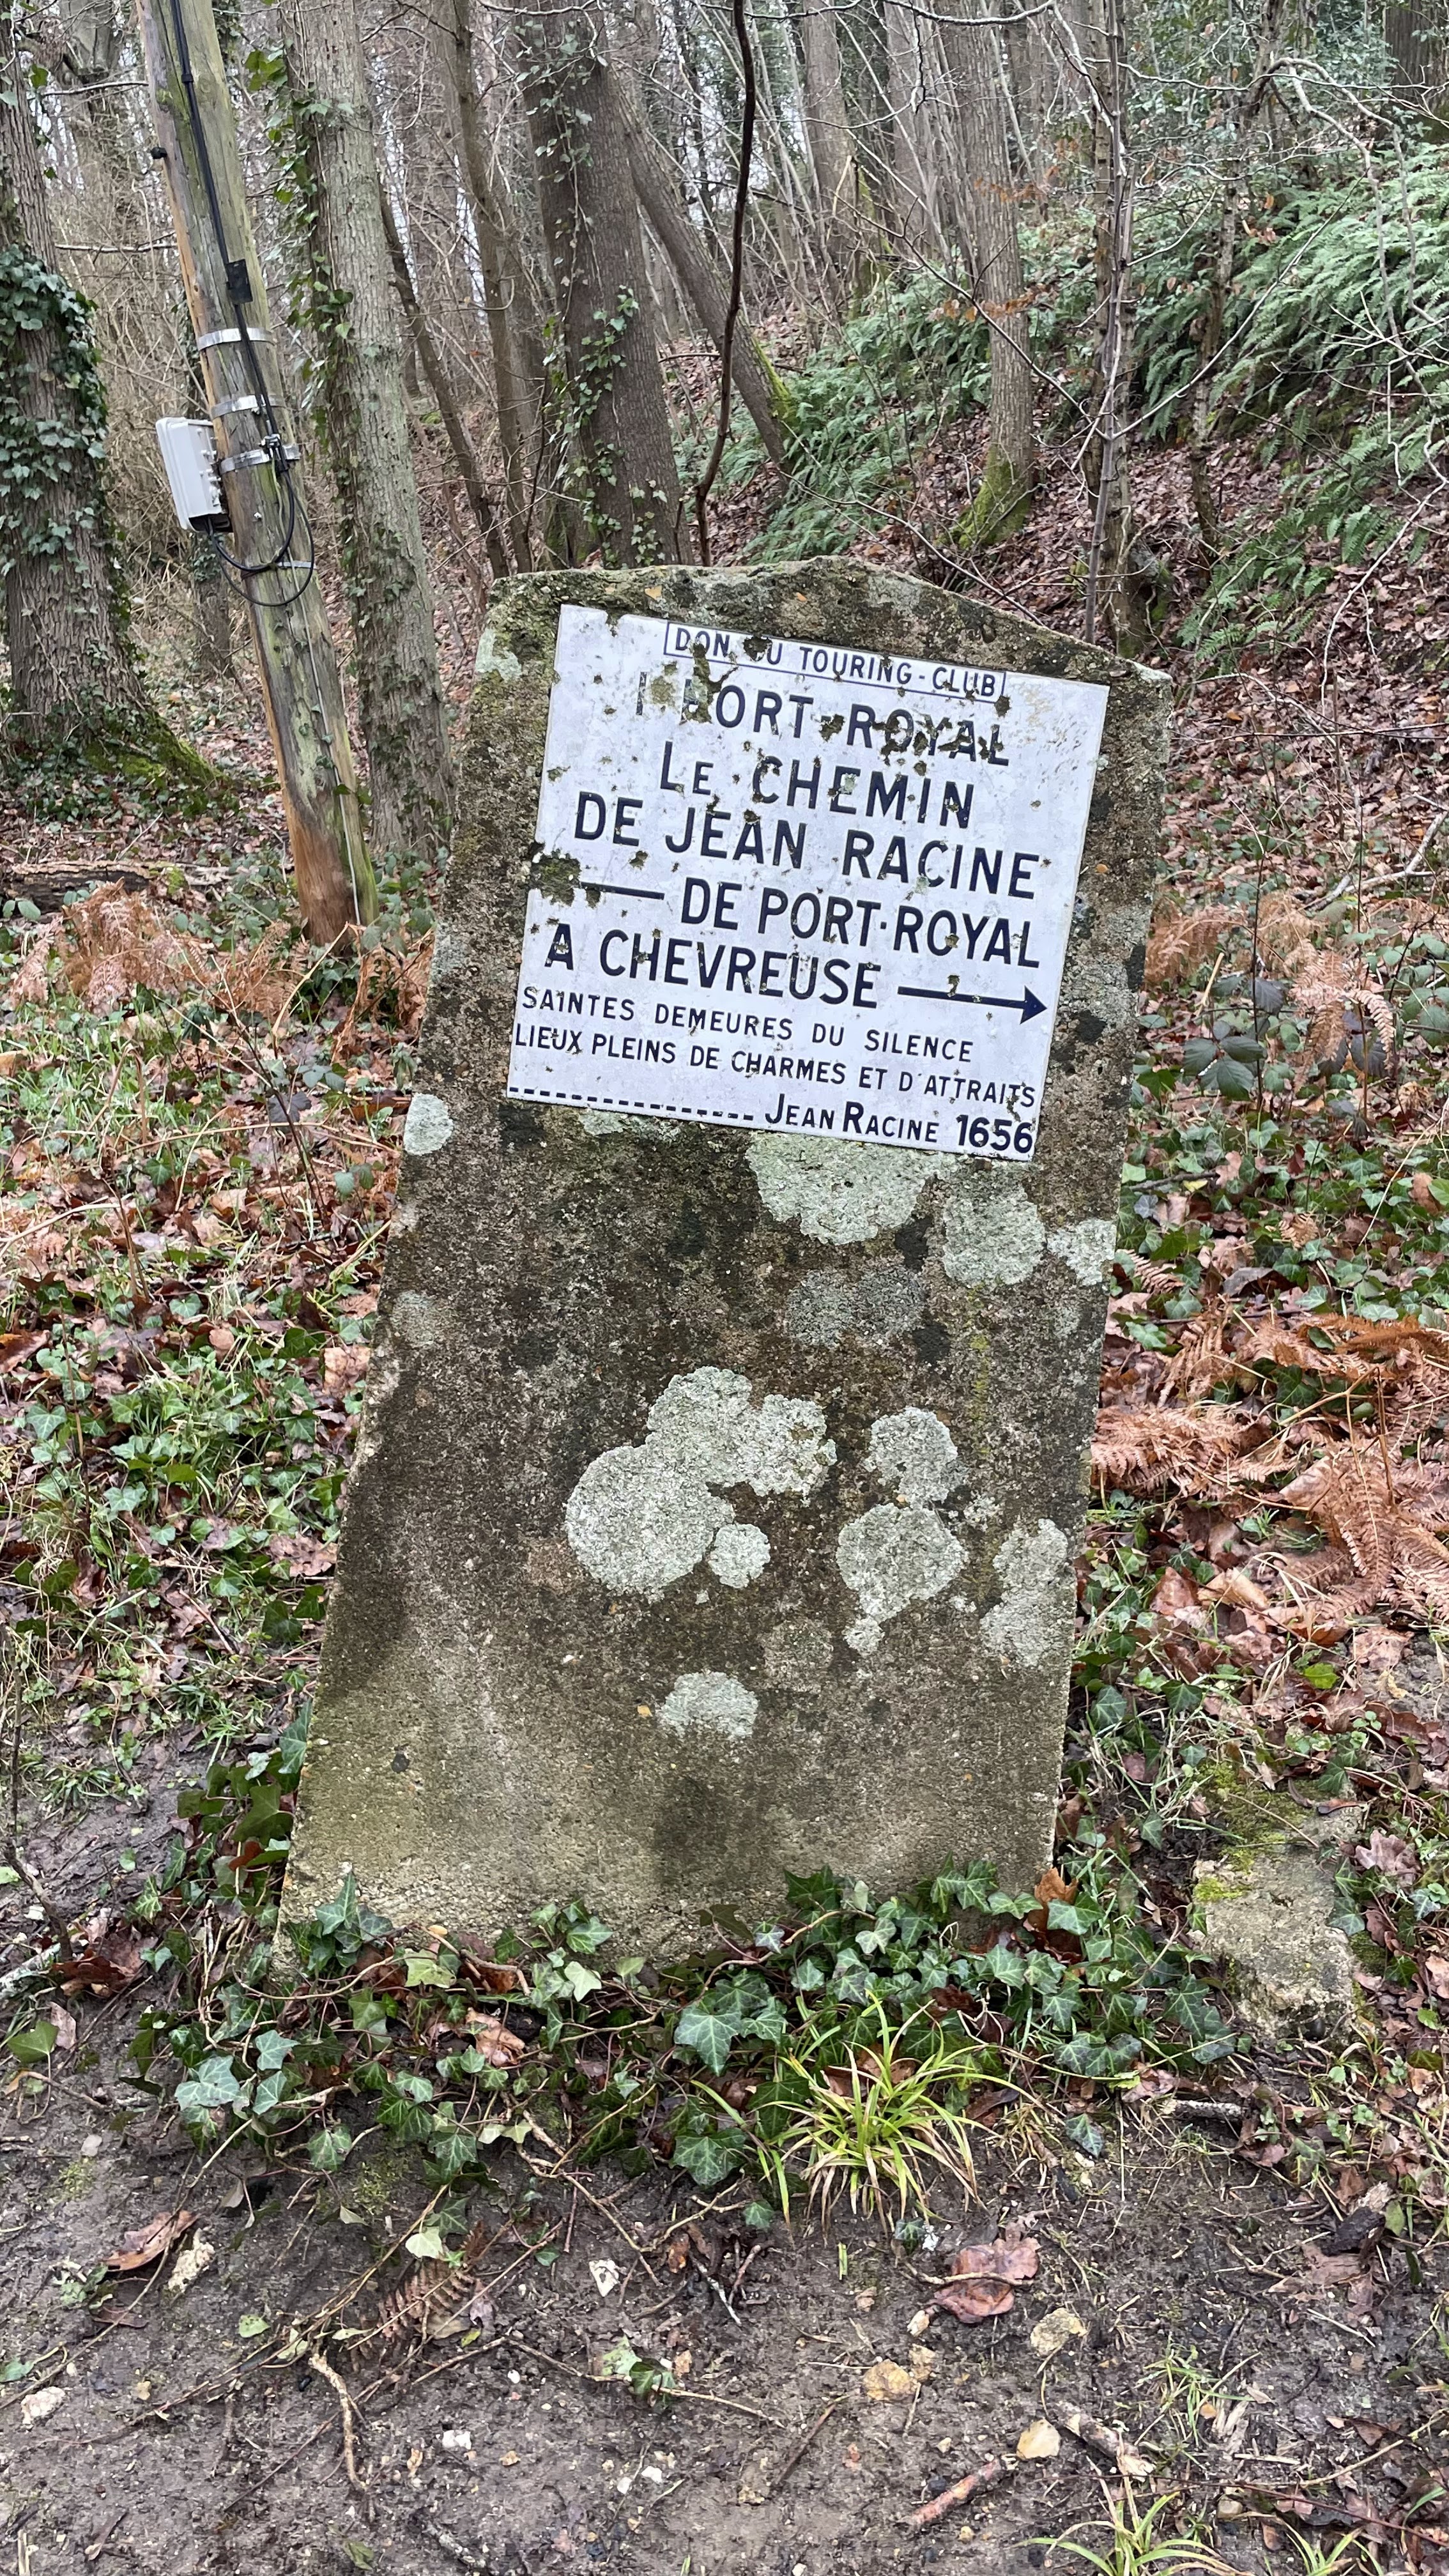 DON DU TOURING-CLUB
I PORT-ROYAL
LE CHEMIN
DE JEAN RACINE
DE PORT-ROYAL
A CHEVREUSE
SAINTES DEMEURES DU SILENCE
LIEUX PLEINS DE CHARMES ET D'ATTRAITS
JEAN RACINE 1656